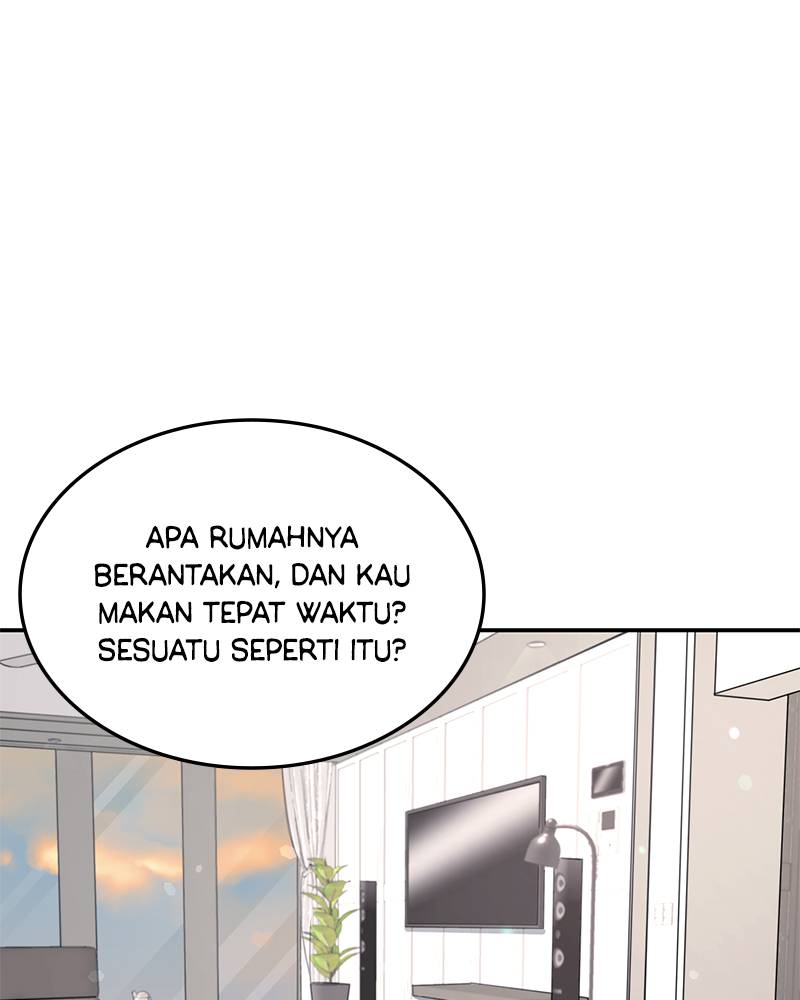 APA RUMAHNYA
BERANTAKAN, DAN KAU
MAKAN TEPAT WAKTU?
SESUATU SEPERTI ITU?